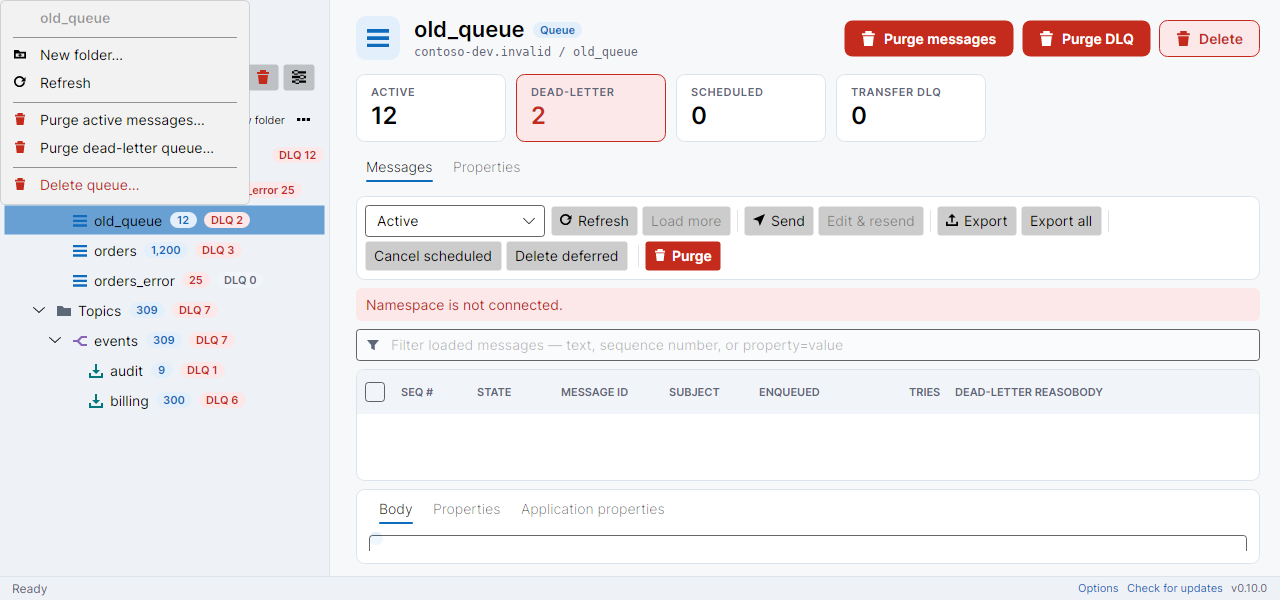 old_queue
New folder...
Refresh
Purge active messages...
Purge dead-letter queue...
Delete queue...
folder
DLQ 12
_error 25
old_queue 12 DLQ 2
orders 1,200 DLQ 3
orders_error 25 DLQ 0
Topics 309 DLQ 7
events 309 DLQ 7
audit 9 DLQ 1
billing 300 DLQ 6
old_queue Queue
contoso-dev.invalid / old_queue
Purge messages Purge DLQ Delete
ACTIVE DEAD-LETTER SCHEDULED TRANSFER DLQ
12 2 0 0
Messages Properties
Active Refresh Load more Send Edit & resend Export Export all
Cancel scheduled Delete deferred Purge
Namespace is not connected.
Filter loaded messages — text, sequence number, or property=value
SEQ # STATE MESSAGE ID SUBJECT ENQUEUED TRIES DEAD-LETTER REASOBODY
Body Properties Application properties
Ready Options Check for updates v0.10.0